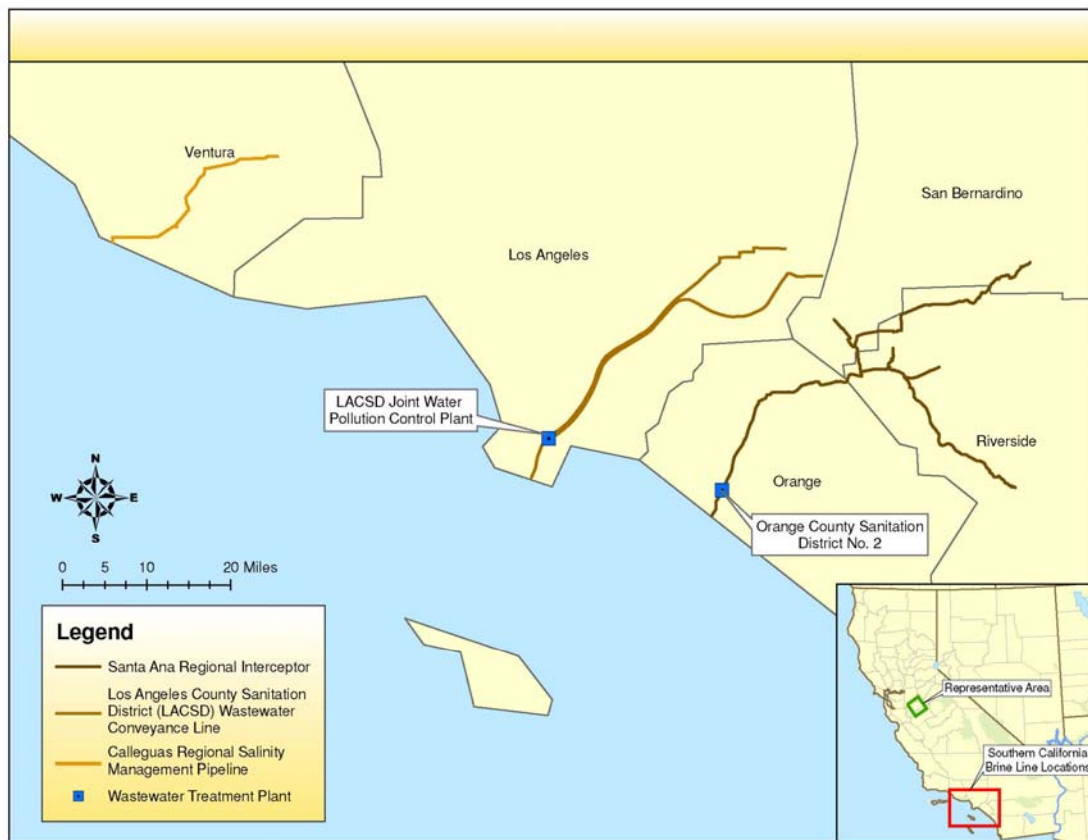 Ventura
San Bernardino
Los Angeles
LACSD Joint Water
Pollution Control Plant
Riverside
Orange
Orange County Sanitation
District No. 2
N
W
E
S
0 5 10 20 Miles
Legend
Santa Ana Regional Interceptor
Los Angeles County Sanitation
District (LACSD) Wastewater
Conveyance Line
Calleguas Regional Salinity
Management Pipeline
Wastewater Treatment Plant
Representative Area
Southern California
Brine Line Locations